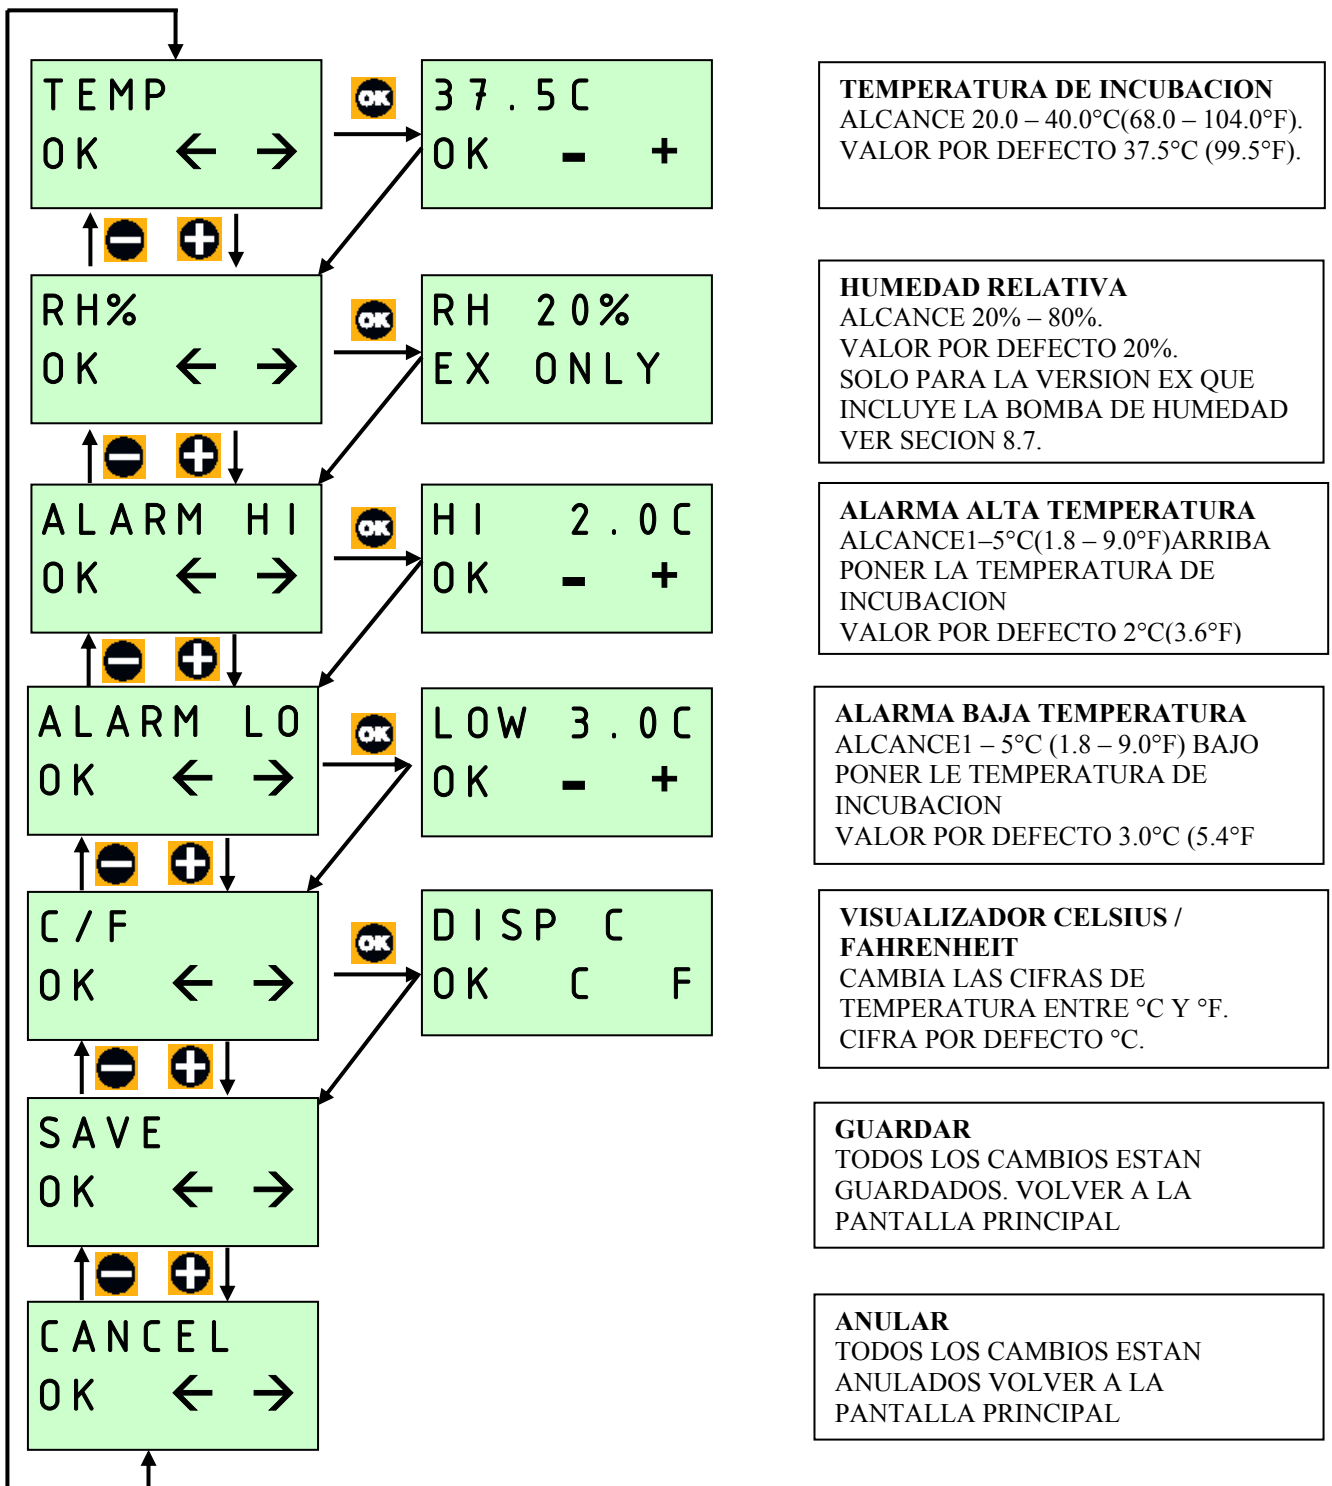 TEMP
OK ← →
OK
37.5C
OK - +
TEMPERATURA DE INCUBACION
ALCANCE 20.0 – 40.0°C(68.0 – 104.0°F).
VALOR POR DEFECTO 37.5°C (99.5°F).
RH%
OK ← →
OK
RH 20%
EX ONLY
HUMEDAD RELATIVA
ALCANCE 20% – 80%.
VALOR POR DEFECTO 20%.
SOLO PARA LA VERSION EX QUE
INCLUYE LA BOMBA DE HUMEDAD
VER SECION 8.7.
ALARM HI
OK ← →
OK
HI 2.0C
OK - +
ALARMA ALTA TEMPERATURA
ALCANCE1–5°C(1.8 – 9.0°F)ARRIBA
PONER LA TEMPERATURA DE
INCUBACION
VALOR POR DEFECTO 2°C(3.6°F)
ALARM LO
OK ← →
OK
LOW 3.0C
OK - +
ALARMA BAJA TEMPERATURA
ALCANCE1 – 5°C (1.8 – 9.0°F) BAJO
PONER LE TEMPERATURA DE
INCUBACION
VALOR POR DEFECTO 3.0°C (5.4°F
C/F
OK ← →
OK
DISP C
OK C F
VISUALIZADOR CELSIUS /
FAHRENHEIT
CAMBIA LAS CIFRAS DE
TEMPERATURA ENTRE °C Y °F.
CIFRA POR DEFECTO °C.
SAVE
OK ← →
GUARDAR
TODOS LOS CAMBIOS ESTAN
GUARDADOS. VOLVER A LA
PANTALLA PRINCIPAL
CANCEL
OK ← →
ANULAR
TODOS LOS CAMBIOS ESTAN
ANULADOS VOLVER A LA
PANTALLA PRINCIPAL